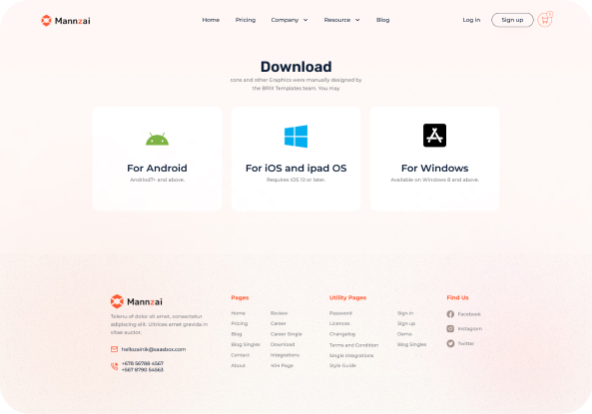 Mannzai
Home Pricing Company Resource Blog Log in Sign up
Download
core and other Graphics were manually designed by
the BRIX Templates team. You may
For Android
Android7+ and above.
For iOS and ipad OS
Requires iOS 13 or later.
For Windows
Available on Windows 8 and above.
Mannzai
Telenu of dolor sit amet, consectetur
adipiscing elit. Ultrices amet gravida in
vitae auctor.
hellozainik@saasbox.com
+678 56788 4567
+567 8790 54563
Pages
Home
Pricing
Blog
Blog Singler
Contact
About
Review
Career
Career Single
Download
Integrations
404 Page
Utility Pages
Password
Licences
Changelog
Terms and Condition
Single Integrations
Style Guide
Sign in
Sign up
Demo
Blog Singles
Find Us
Facebook
Instagram
Twitter